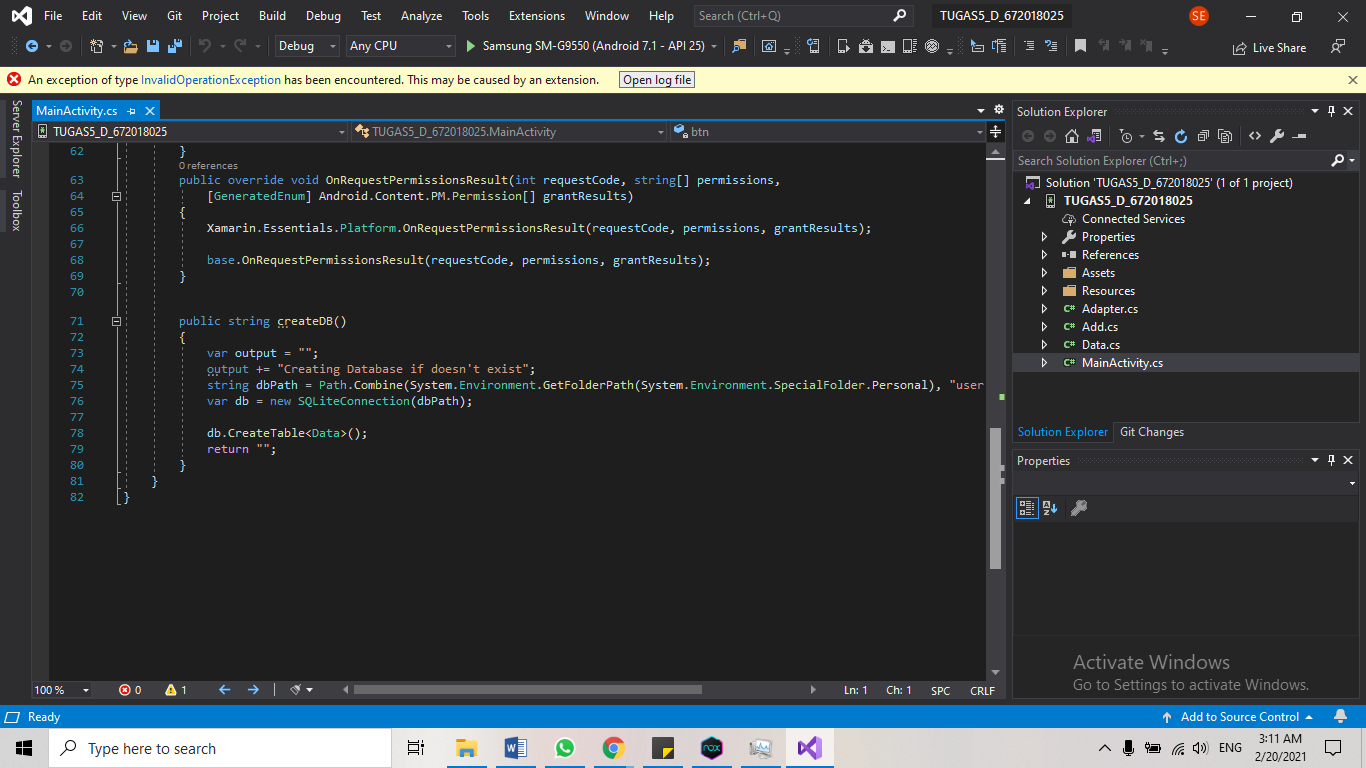 File Edit View Git Project Build Debug Test Analyze Tools Extensions Window Help Search (Ctrl+Q) TUGAS5_D_672018025 SE
Debug Any CPU Samsung SM-G9550 (Android 7.1 - API 25) Live Share
An exception of type InvalidOperationException has been encountered. This may be caused by an extension. Open log file
Server Explorer
Toolbox
MainActivity.cs
TUGAS5_D_672018025 TUGAS5_D_672018025.MainActivity btn
62 }
0 references
63 public override void OnRequestPermissionsResult(int requestCode, string[] permissions,
64 [GeneratedEnum] Android.Content.PM.Permission[] grantResults)
65 {
66 Xamarin.Essentials.Platform.OnRequestPermissionsResult(requestCode, permissions, grantResults);
67
68 base.OnRequestPermissionsResult(requestCode, permissions, grantResults);
69 }
70
71 public string createDB()
72 {
73 var output = "";
74 output += "Creating Database if doesn't exist";
75 string dbPath = Path.Combine(System.Environment.GetFolderPath(System.Environment.SpecialFolder.Personal), "user
76 var db = new SQLiteConnection(dbPath);
77
78 db.CreateTable<Data>();
79 return "";
80 }
81 }
82 }
100 % 0 1 Ln: 1 Ch: 1 SPC CRLF
Solution Explorer
Search Solution Explorer (Ctrl+;)
Solution 'TUGAS5_D_672018025' (1 of 1 project)
TUGAS5_D_672018025
Connected Services
Properties
References
Assets
Resources
C# Adapter.cs
C# Add.cs
C# Data.cs
C# MainActivity.cs
Solution Explorer Git Changes
Properties
Activate Windows
Go to Settings to activate Windows.
Ready Add to Source Control
Type here to search
nox
ENG
3:11 AM
2/20/2021